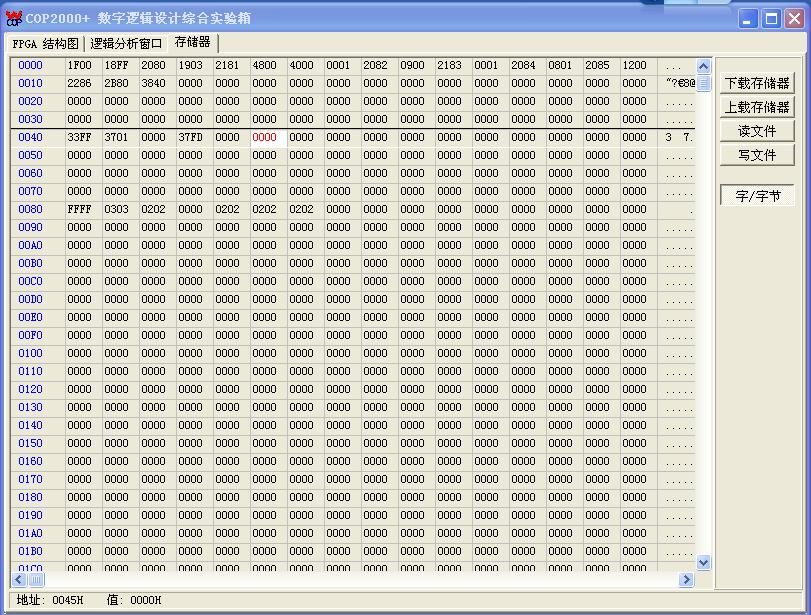 COP2000+ 数字逻辑设计综合实验箱
FPGA 结构图 逻辑分析窗口 存储器
0000 1F00 18FF 2080 1903 2181 4800 4000 0001 2082 0900 2183 0001 2084 0801 2085 1200 ...
0010 2286 2B80 3840 0000 0000 0000 0000 0000 0000 0000 0000 0000 0000 0000 0000 0000 "?€8@
0020 0000 0000 0000 0000 0000 0000 0000 0000 0000 0000 0000 0000 0000 0000 0000 0000 .....
0030 0000 0000 0000 0000 0000 0000 0000 0000 0000 0000 0000 0000 0000 0000 0000 0000 .....
0040 33FF 3701 0000 37FD 0000 0000 0000 0000 0000 0000 0000 0000 0000 0000 0000 0000 3 7.
0050 0000 0000 0000 0000 0000 0000 0000 0000 0000 0000 0000 0000 0000 0000 0000 0000 .....
0060 0000 0000 0000 0000 0000 0000 0000 0000 0000 0000 0000 0000 0000 0000 0000 0000 .....
0070 0000 0000 0000 0000 0000 0000 0000 0000 0000 0000 0000 0000 0000 0000 0000 0000 .....
0080 FFFF 0303 0202 0000 0202 0202 0202 0000 0000 0000 0000 0000 0000 0000 0000 0000 .
0090 0000 0000 0000 0000 0000 0000 0000 0000 0000 0000 0000 0000 0000 0000 0000 0000 .....
00A0 0000 0000 0000 0000 0000 0000 0000 0000 0000 0000 0000 0000 0000 0000 0000 0000 .....
00B0 0000 0000 0000 0000 0000 0000 0000 0000 0000 0000 0000 0000 0000 0000 0000 0000 .....
00C0 0000 0000 0000 0000 0000 0000 0000 0000 0000 0000 0000 0000 0000 0000 0000 0000 .....
00D0 0000 0000 0000 0000 0000 0000 0000 0000 0000 0000 0000 0000 0000 0000 0000 0000 .....
00E0 0000 0000 0000 0000 0000 0000 0000 0000 0000 0000 0000 0000 0000 0000 0000 0000 .....
00F0 0000 0000 0000 0000 0000 0000 0000 0000 0000 0000 0000 0000 0000 0000 0000 0000 .....
0100 0000 0000 0000 0000 0000 0000 0000 0000 0000 0000 0000 0000 0000 0000 0000 0000 .....
0110 0000 0000 0000 0000 0000 0000 0000 0000 0000 0000 0000 0000 0000 0000 0000 0000 .....
0120 0000 0000 0000 0000 0000 0000 0000 0000 0000 0000 0000 0000 0000 0000 0000 0000 .....
0130 0000 0000 0000 0000 0000 0000 0000 0000 0000 0000 0000 0000 0000 0000 0000 0000 .....
0140 0000 0000 0000 0000 0000 0000 0000 0000 0000 0000 0000 0000 0000 0000 0000 0000 .....
0150 0000 0000 0000 0000 0000 0000 0000 0000 0000 0000 0000 0000 0000 0000 0000 0000 .....
0160 0000 0000 0000 0000 0000 0000 0000 0000 0000 0000 0000 0000 0000 0000 0000 0000 .....
0170 0000 0000 0000 0000 0000 0000 0000 0000 0000 0000 0000 0000 0000 0000 0000 0000 .....
0180 0000 0000 0000 0000 0000 0000 0000 0000 0000 0000 0000 0000 0000 0000 0000 0000 .....
0190 0000 0000 0000 0000 0000 0000 0000 0000 0000 0000 0000 0000 0000 0000 0000 0000 .....
01A0 0000 0000 0000 0000 0000 0000 0000 0000 0000 0000 0000 0000 0000 0000 0000 0000 .....
01B0 0000 0000 0000 0000 0000 0000 0000 0000 0000 0000 0000 0000 0000 0000 0000 0000 .....
01C0 0000 0000 0000 0000 0000 0000 0000 0000 0000 0000 0000 0000 0000 0000 0000 0000 .....
下载存储器
上载存储器
读文件
写文件
字/字节
地址: 0045H 值: 0000H